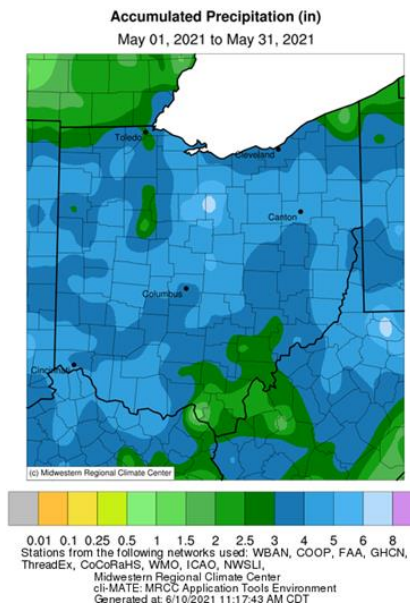 Accumulated Precipitation (in)
May 01, 2021 to May 31, 2021
Toledo
Cleveland
Canton
Columbus
Cincinnati
(c) Midwestern Regional Climate Center
0.01 0.1 0.25 0.5 1 1.5 2 2.5 3 4 5 6 8
Stations from the following networks used: WBAN, COOP, FAA, GHCN,
ThreadEx, CoCoRaHS, WMO, ICAO, NWSLI,
Midwestern Regional Climate Center
cli-MATE: MRCC Application Tools Environment
Generated at: 6/10/2021 11:17:43 AM CDT